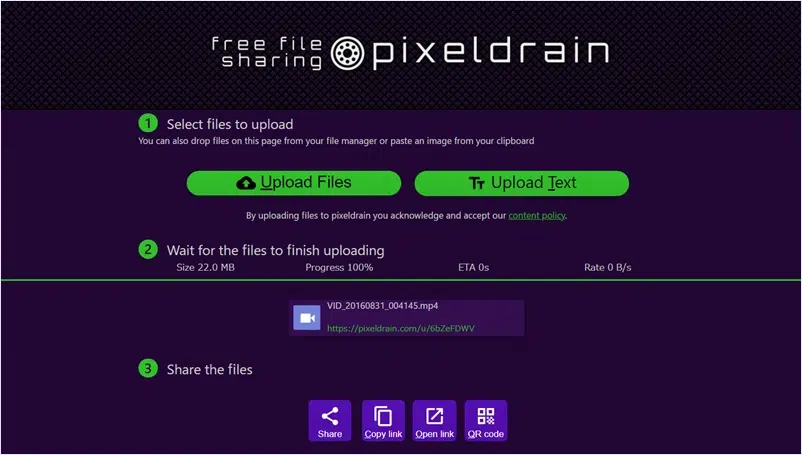 free file
sharing
pixeldrain
1 Select files to upload
You can also drop files on this page from your file manager or paste an image from your clipboard
Upload Files
Upload Text
By uploading files to pixeldrain you acknowledge and accept our content policy.
2 Wait for the files to finish uploading
Size 22.0 MB Progress 100% ETA 0s Rate 0 B/s
VID_20160831_004145.mp4
https://pixeldrain.com/u/6bZeFDWV
3 Share the files
Share
Copy link
Open link
QR code